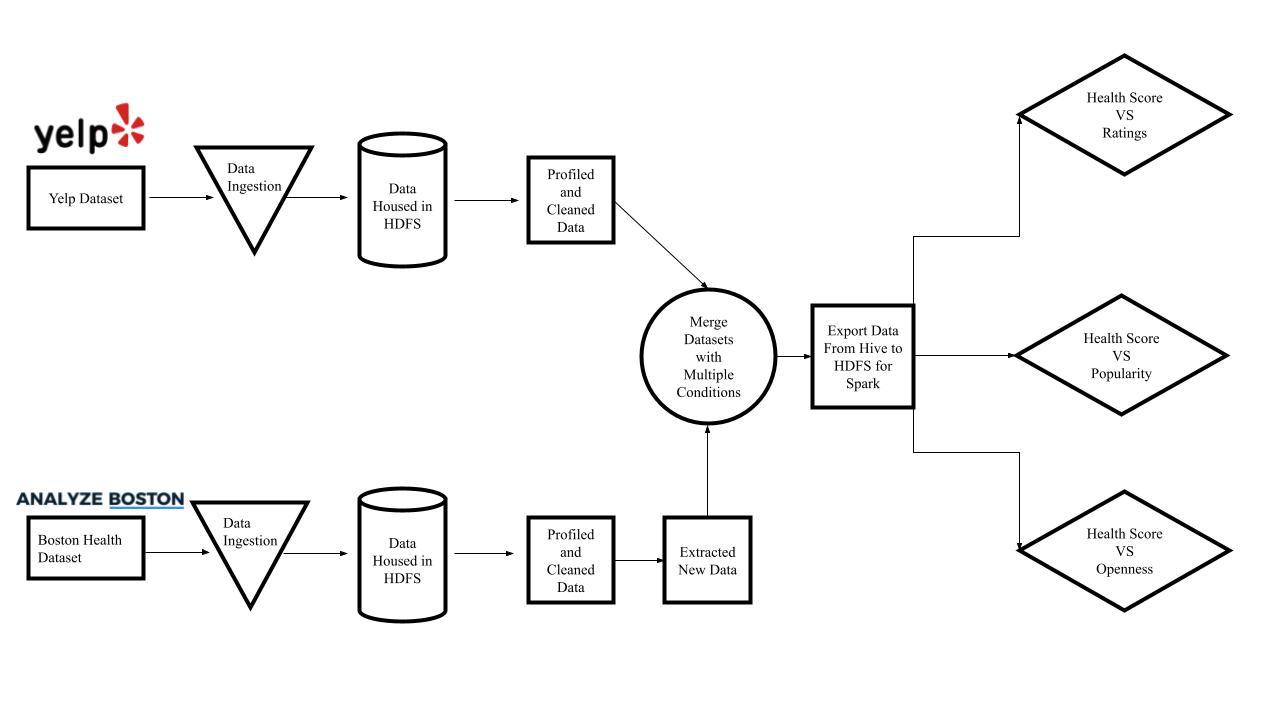 yelp
Yelp Dataset
Data
Ingestion
Data
Housed in
HDFS
Profiled
and
Cleaned
Data
Merge
Datasets
with
Multiple
Conditions
Export Data
From Hive to
HDFS for
Spark
Health Score
VS
Ratings
Health Score
VS
Popularity
Health Score
VS
Openness
ANALYZE BOSTON
Boston Health
Dataset
Data
Ingestion
Data
Housed in
HDFS
Profiled
and
Cleaned
Data
Extracted
New Data